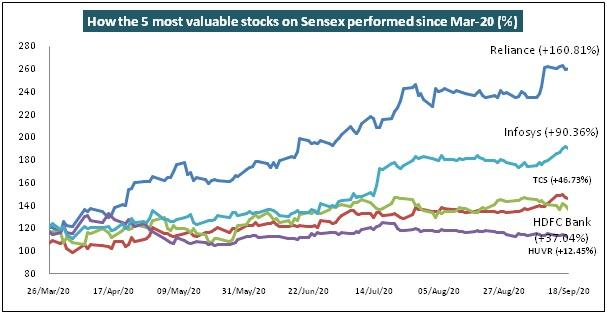 How the 5 most valuable stocks on Sensex performed since Mar-20 (%)
280
260
240
220
200
180
160
140
120
100
80
Reliance (+160.81%)
Infosys (+90.36%)
TCS (+46.73%)
HDFC Bank
(+37.04%)
HUVR (+12.45%)
26/Mar/20 17/Apr/20 09/May/20 31/May/20 22/Jun/20 14/Jul/20 05/Aug/20 27/Aug/20 18/Sep/20